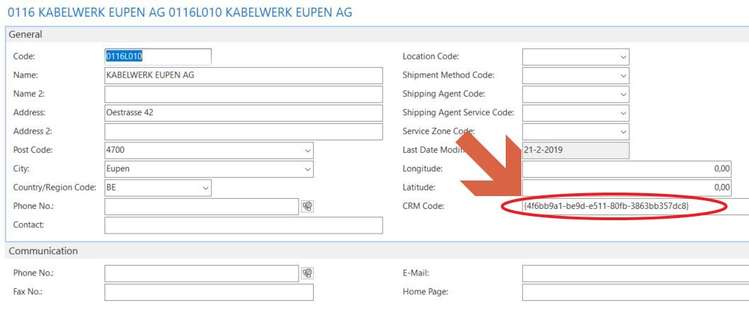 0116 KABELWERK EUPEN AG 0116L010 KABELWERK EUPEN AG
General
Code: 0116L010
Name: KABELWERK EUPEN AG
Name 2:
Address: Oestrasse 42
Address 2:
Post Code: 4700
City: Eupen
Country/Region Code: BE
Phone No.:
Contact:
Location Code:
Shipment Method Code:
Shipping Agent Code:
Shipping Agent Service Code:
Service Zone Code:
Last Date Modif 21-2-2019
Longitude: 0,00
Latitude: 0,00
CRM Code: {4f6bb9a1-be9d-e511-80fb-3863bb357dc8}
Communication
Phone No.:
Fax No.:
E-Mail:
Home Page: